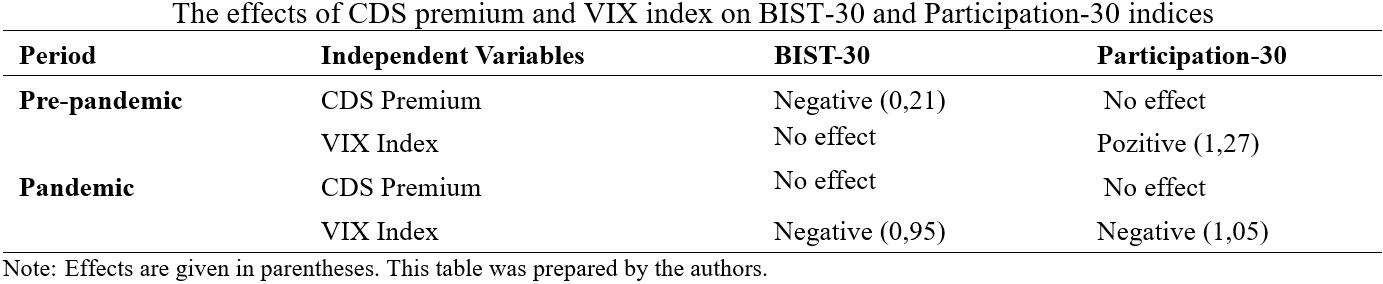 The effects of CDS premium and VIX index on BIST-30 and Participation-30 indices
Period Independent Variables BIST-30 Participation-30
Pre-pandemic CDS Premium Negative (0,21) No effect
VIX Index No effect Pozitive (1,27)
Pandemic CDS Premium No effect No effect
VIX Index Negative (0,95) Negative (1,05)
Note: Effects are given in parentheses. This table was prepared by the authors.